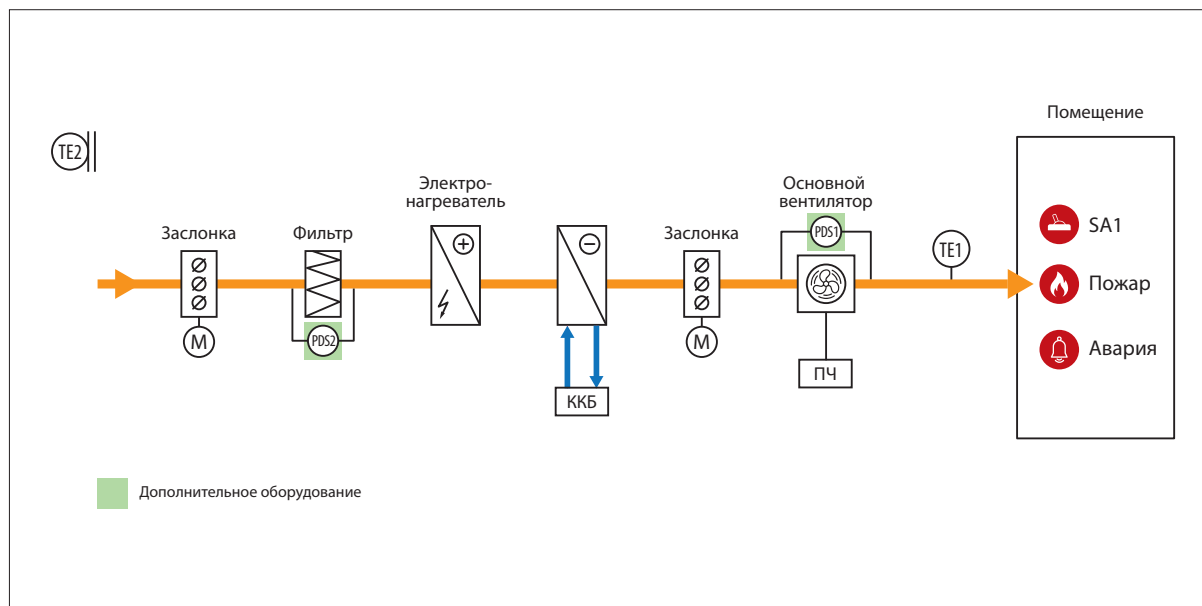 Помещение
TE2
Электро-
нагреватель
Основной
вентилятор
Заслонка
Фильтр
Заслонка
PDS1
SA1
TE1
Пожар
M
PDS2
M
Авария
ПЧ
ККБ
Дополнительное оборудование